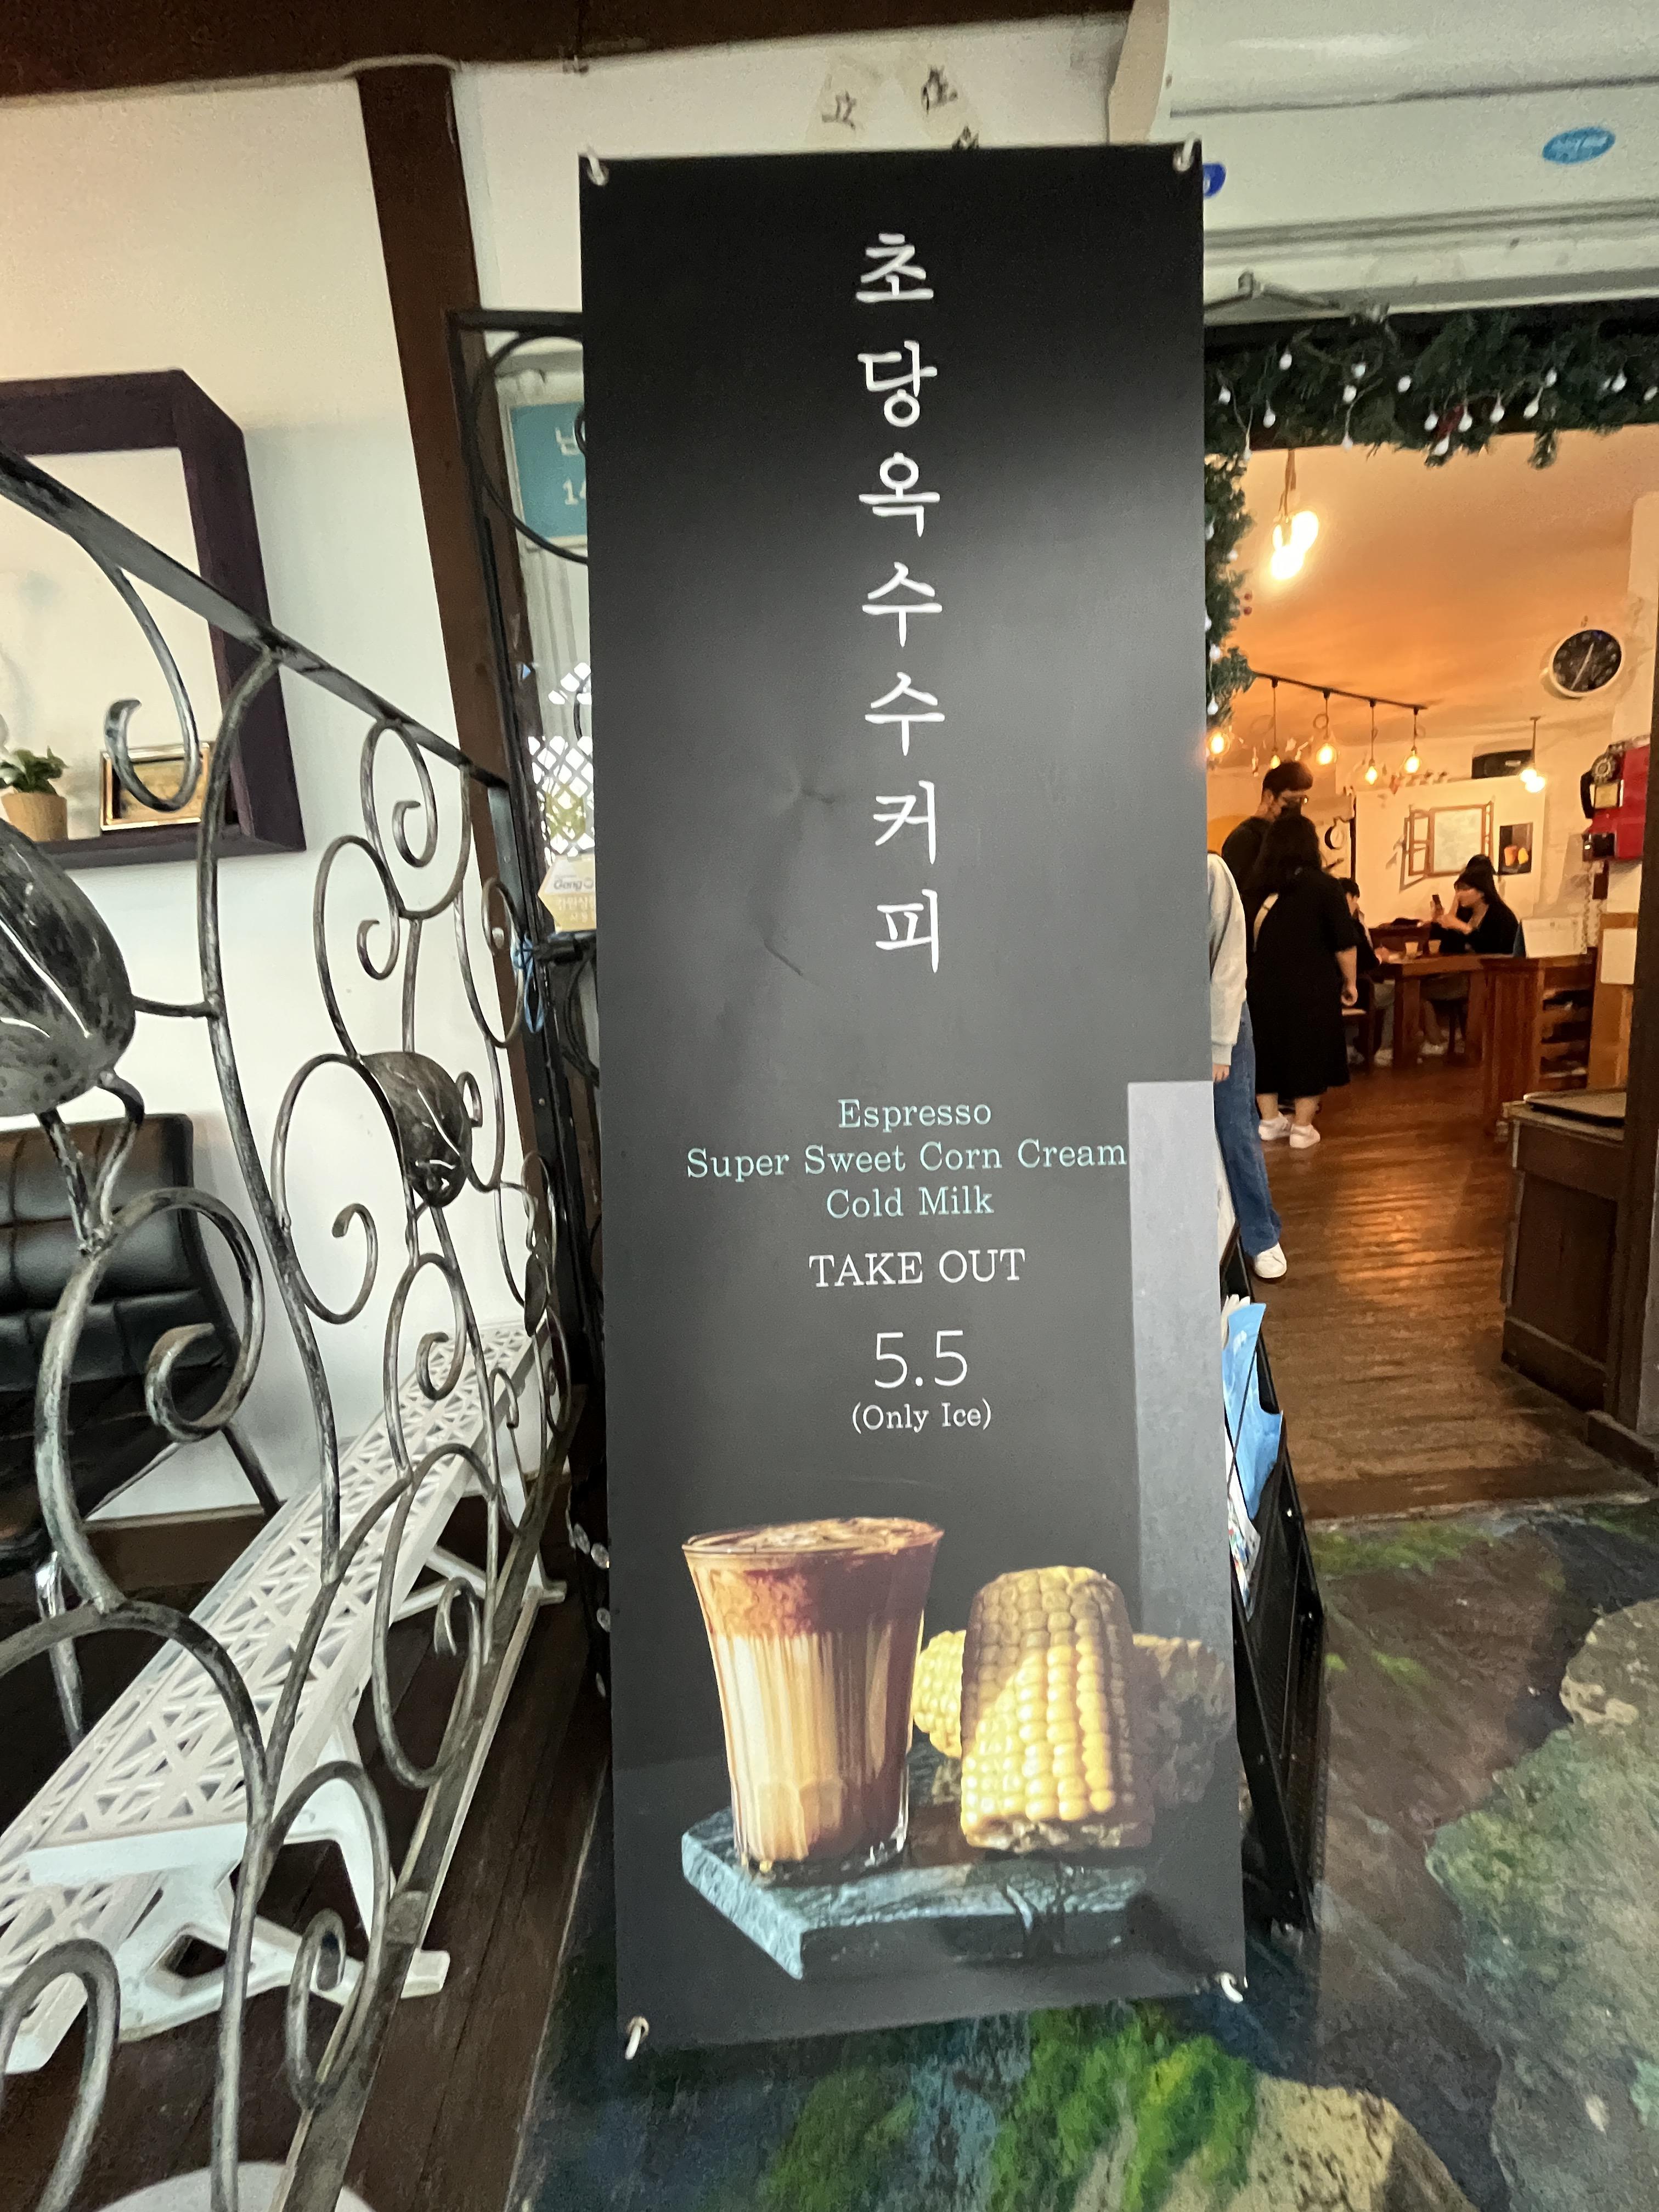 초당옥수수커피
Espresso
Super Sweet Corn Cream
Cold Milk
TAKE OUT
5.5
(Only Ice)